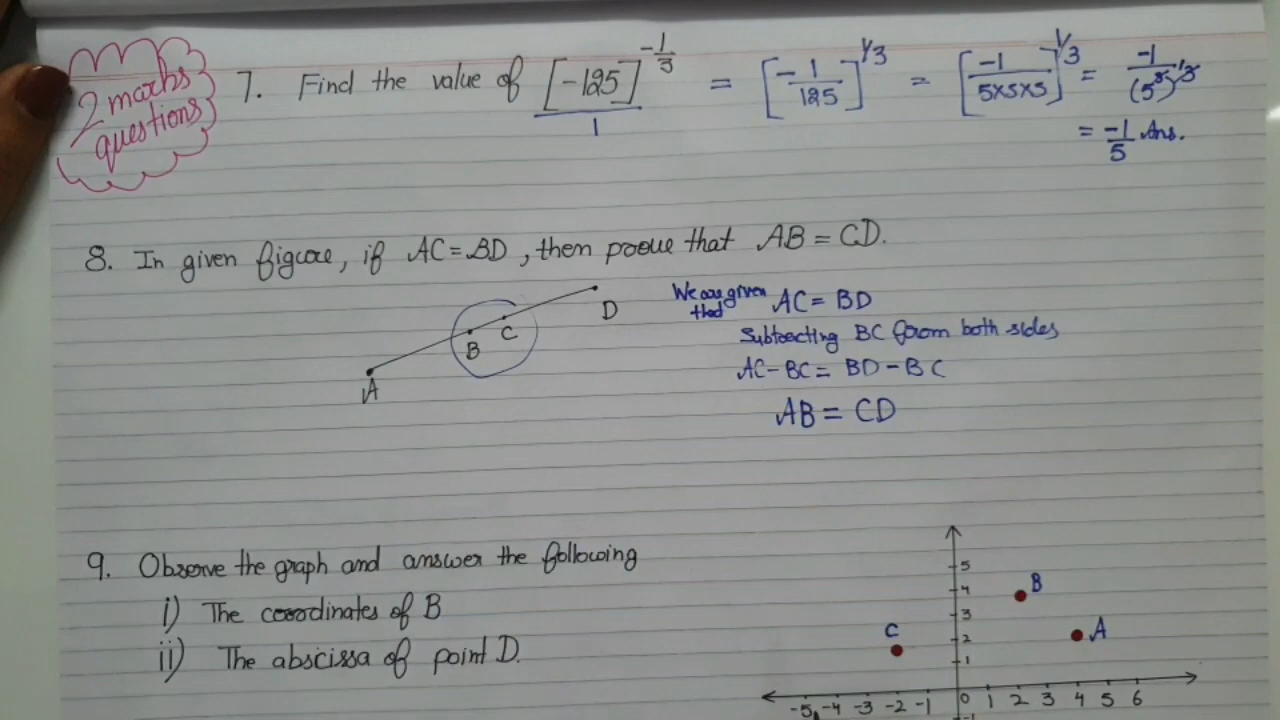 2 marks
questions
7. Find the value of [-125]^(-1/3) / 1 = [-1/125]^(1/3) = [-1/(5×5×5)]^(1/3) = -1/(5³)^(1/3)
= -1/5 Ans.
8. In given figure, if AC = BD, then prove that AB = CD.
A B C D
We are given that AC = BD
Subtracting BC from both sides
AC - BC = BD - BC
AB = CD
9. Observe the graph and answer the following
i) The coordinates of B
ii) The abscissa of point D.
5
4 B
3
C 2 A
1
-5 -4 -3 -2 -1 0 1 2 3 4 5 6
-1